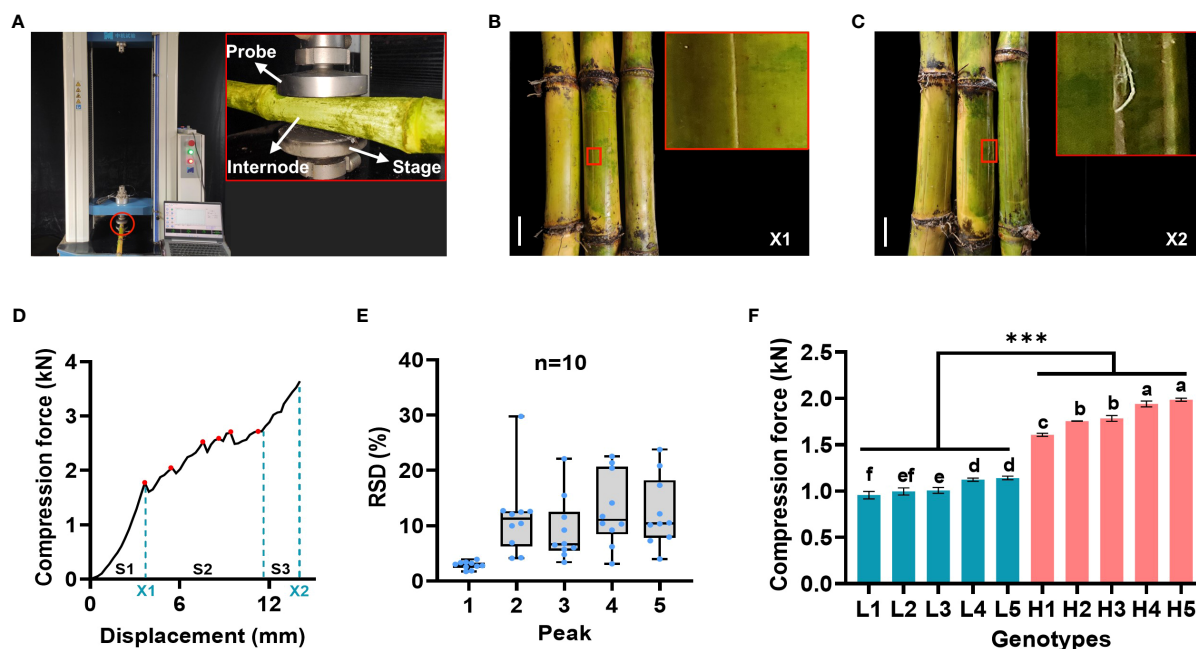 A
B
C
Probe
Internode
Stage
X1
X2
D
E
F
Compression force (kN)
4
3
2
1
0
S1
S2
S3
X1
X2
0
6
12
Displacement (mm)
RSD (%)
40
30
20
10
0
n=10
1
2
3
4
5
Peak
Compression force (kN)
2.5
2.0
1.5
1.0
0.5
0.0
***
f
ef
e
d
d
c
b
b
a
a
L1
L2
L3
L4
L5
H1
H2
H3
H4
H5
Genotypes